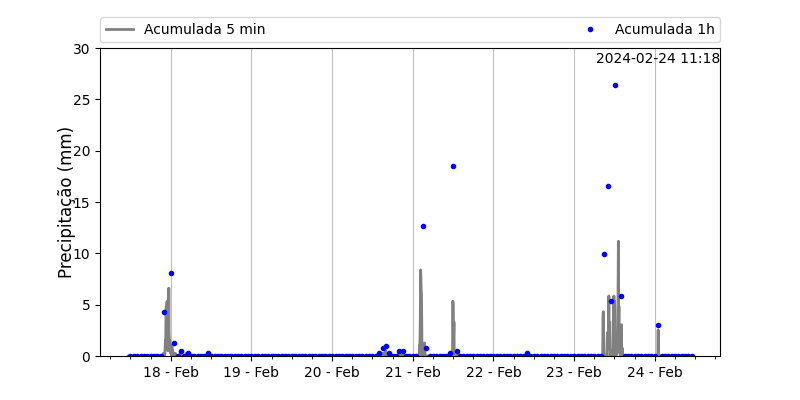 Acumulada 5 min
Acumulada 1h
2024-02-24 11:18
Precipitação (mm)
30
25
20
15
10
5
0
18 - Feb
19 - Feb
20 - Feb
21 - Feb
22 - Feb
23 - Feb
24 - Feb